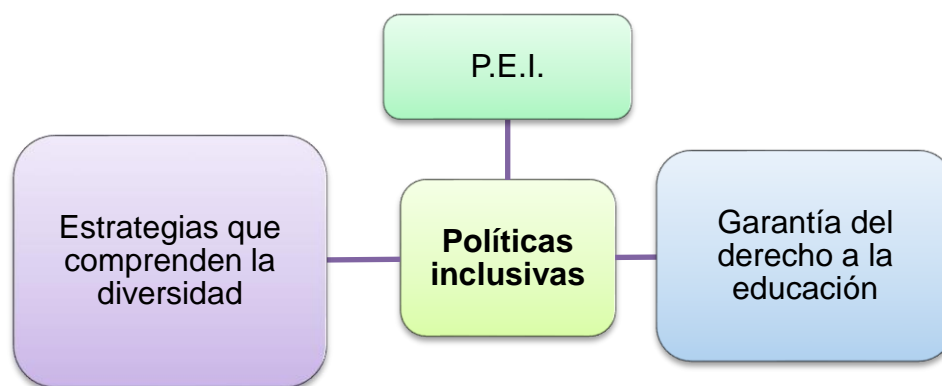 P.E.I.
Estrategias que
comprenden la
diversidad
Políticas
inclusivas
Garantía del
derecho a la
educación